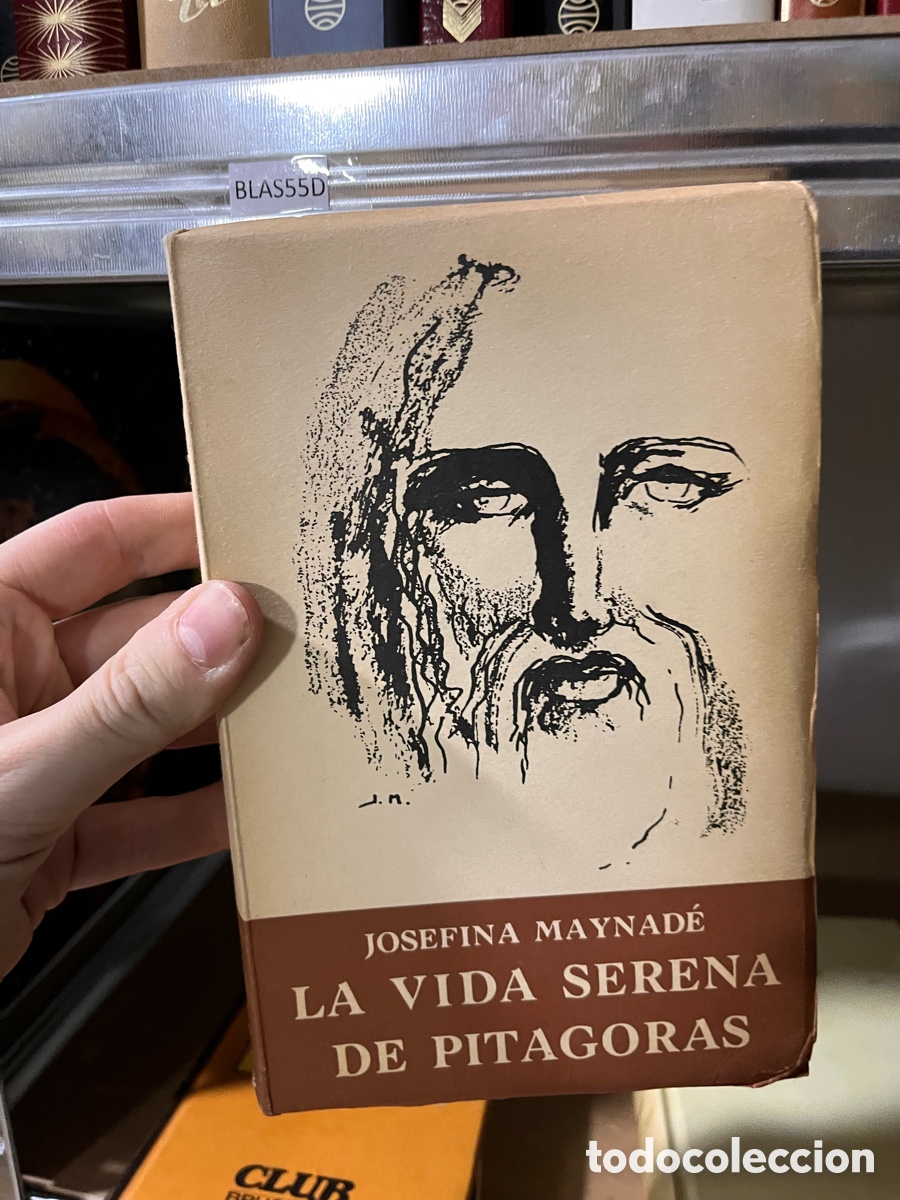 BLAS55D
J.M.
JOSEFINA MAYNADÉ
LA VIDA SERENA
DE PITAGORAS
CLUB
todocoleccion